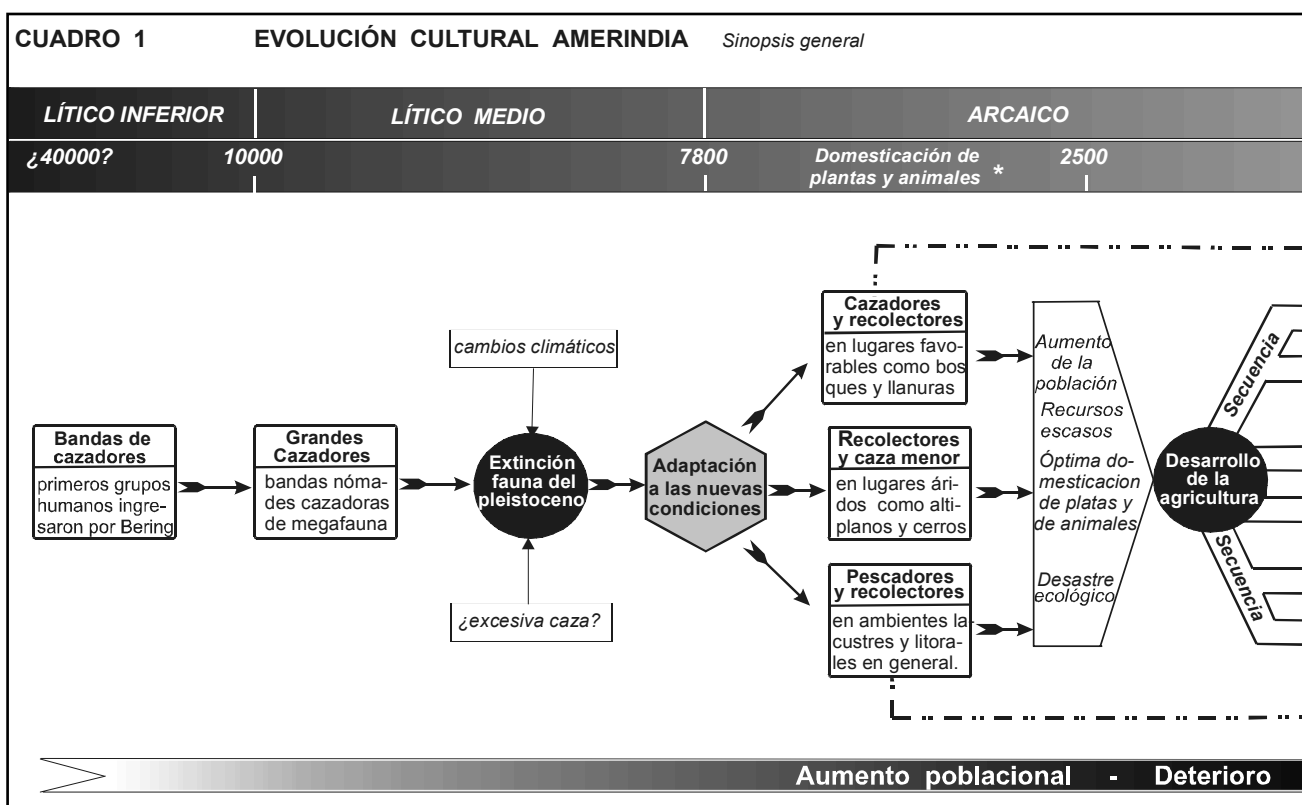 CUADRO 1 EVOLUCIÓN CULTURAL AMERINDIA Sinopsis general
LÍTICO INFERIOR LÍTICO MEDIO ARCAICO
¿40000? 10000 7800 Domesticación de 2500
plantas y animales *
cambios climáticos
Bandas de
cazadores
primeros grupos
humanos ingre-
saron por Bering
Grandes
Cazadores
bandas nóma-
des cazadoras
de megafauna
Extinción
fauna del
pleistoceno
¿excesiva caza?
Adaptación
a las nuevas
condiciones
Cazadores
y recolectores
en lugares favo-
rables como bos
ques y llanuras
Recolectores
y caza menor
en lugares ári-
dos como alti-
planos y cerros
Pescadores
y recolectores
en ambientes la-
custres y litora-
les en general.
Aumento
de la
población
Recursos
escasos
Óptima do-
mesticacion
de platas y
de animales
Desastre
ecológico
Desarrollo
de la
agricultura
Secuencia
Secuencia
Aumento poblacional - Deterioro